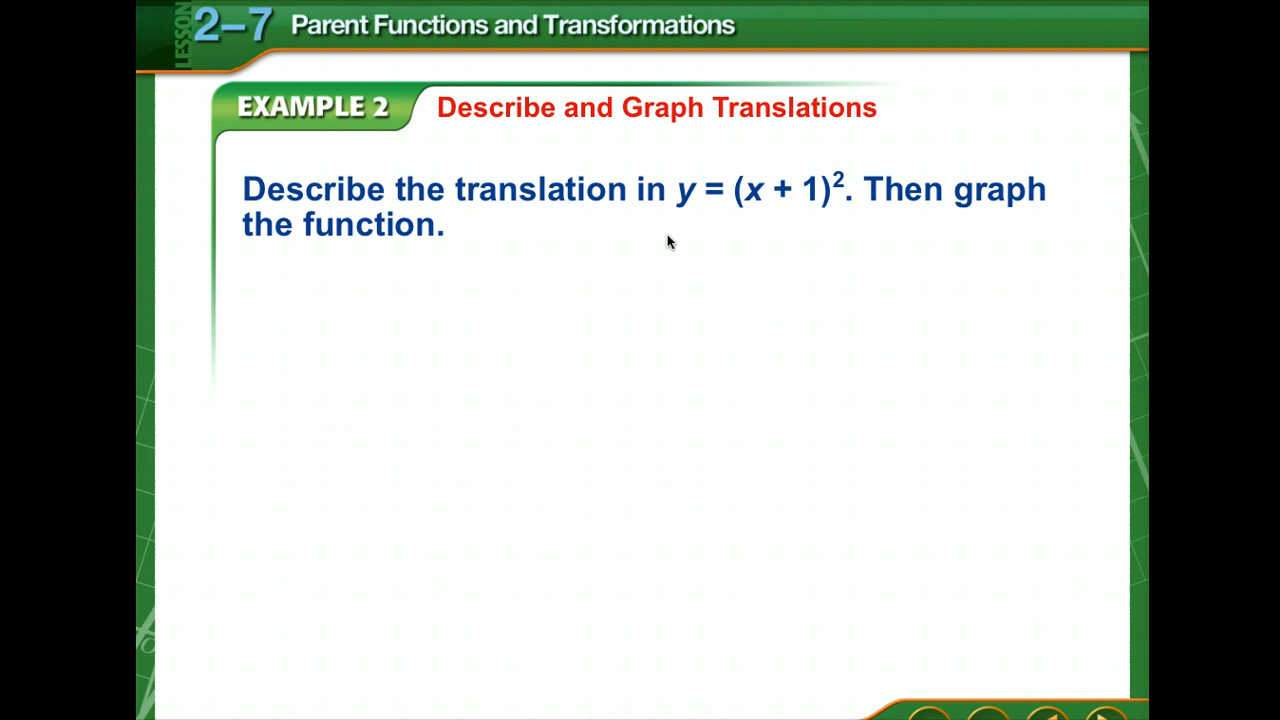 LESSON 2–7 Parent Functions and Transformations
EXAMPLE 2 Describe and Graph Translations
Describe the translation in y = (x + 1)². Then graph
the function.